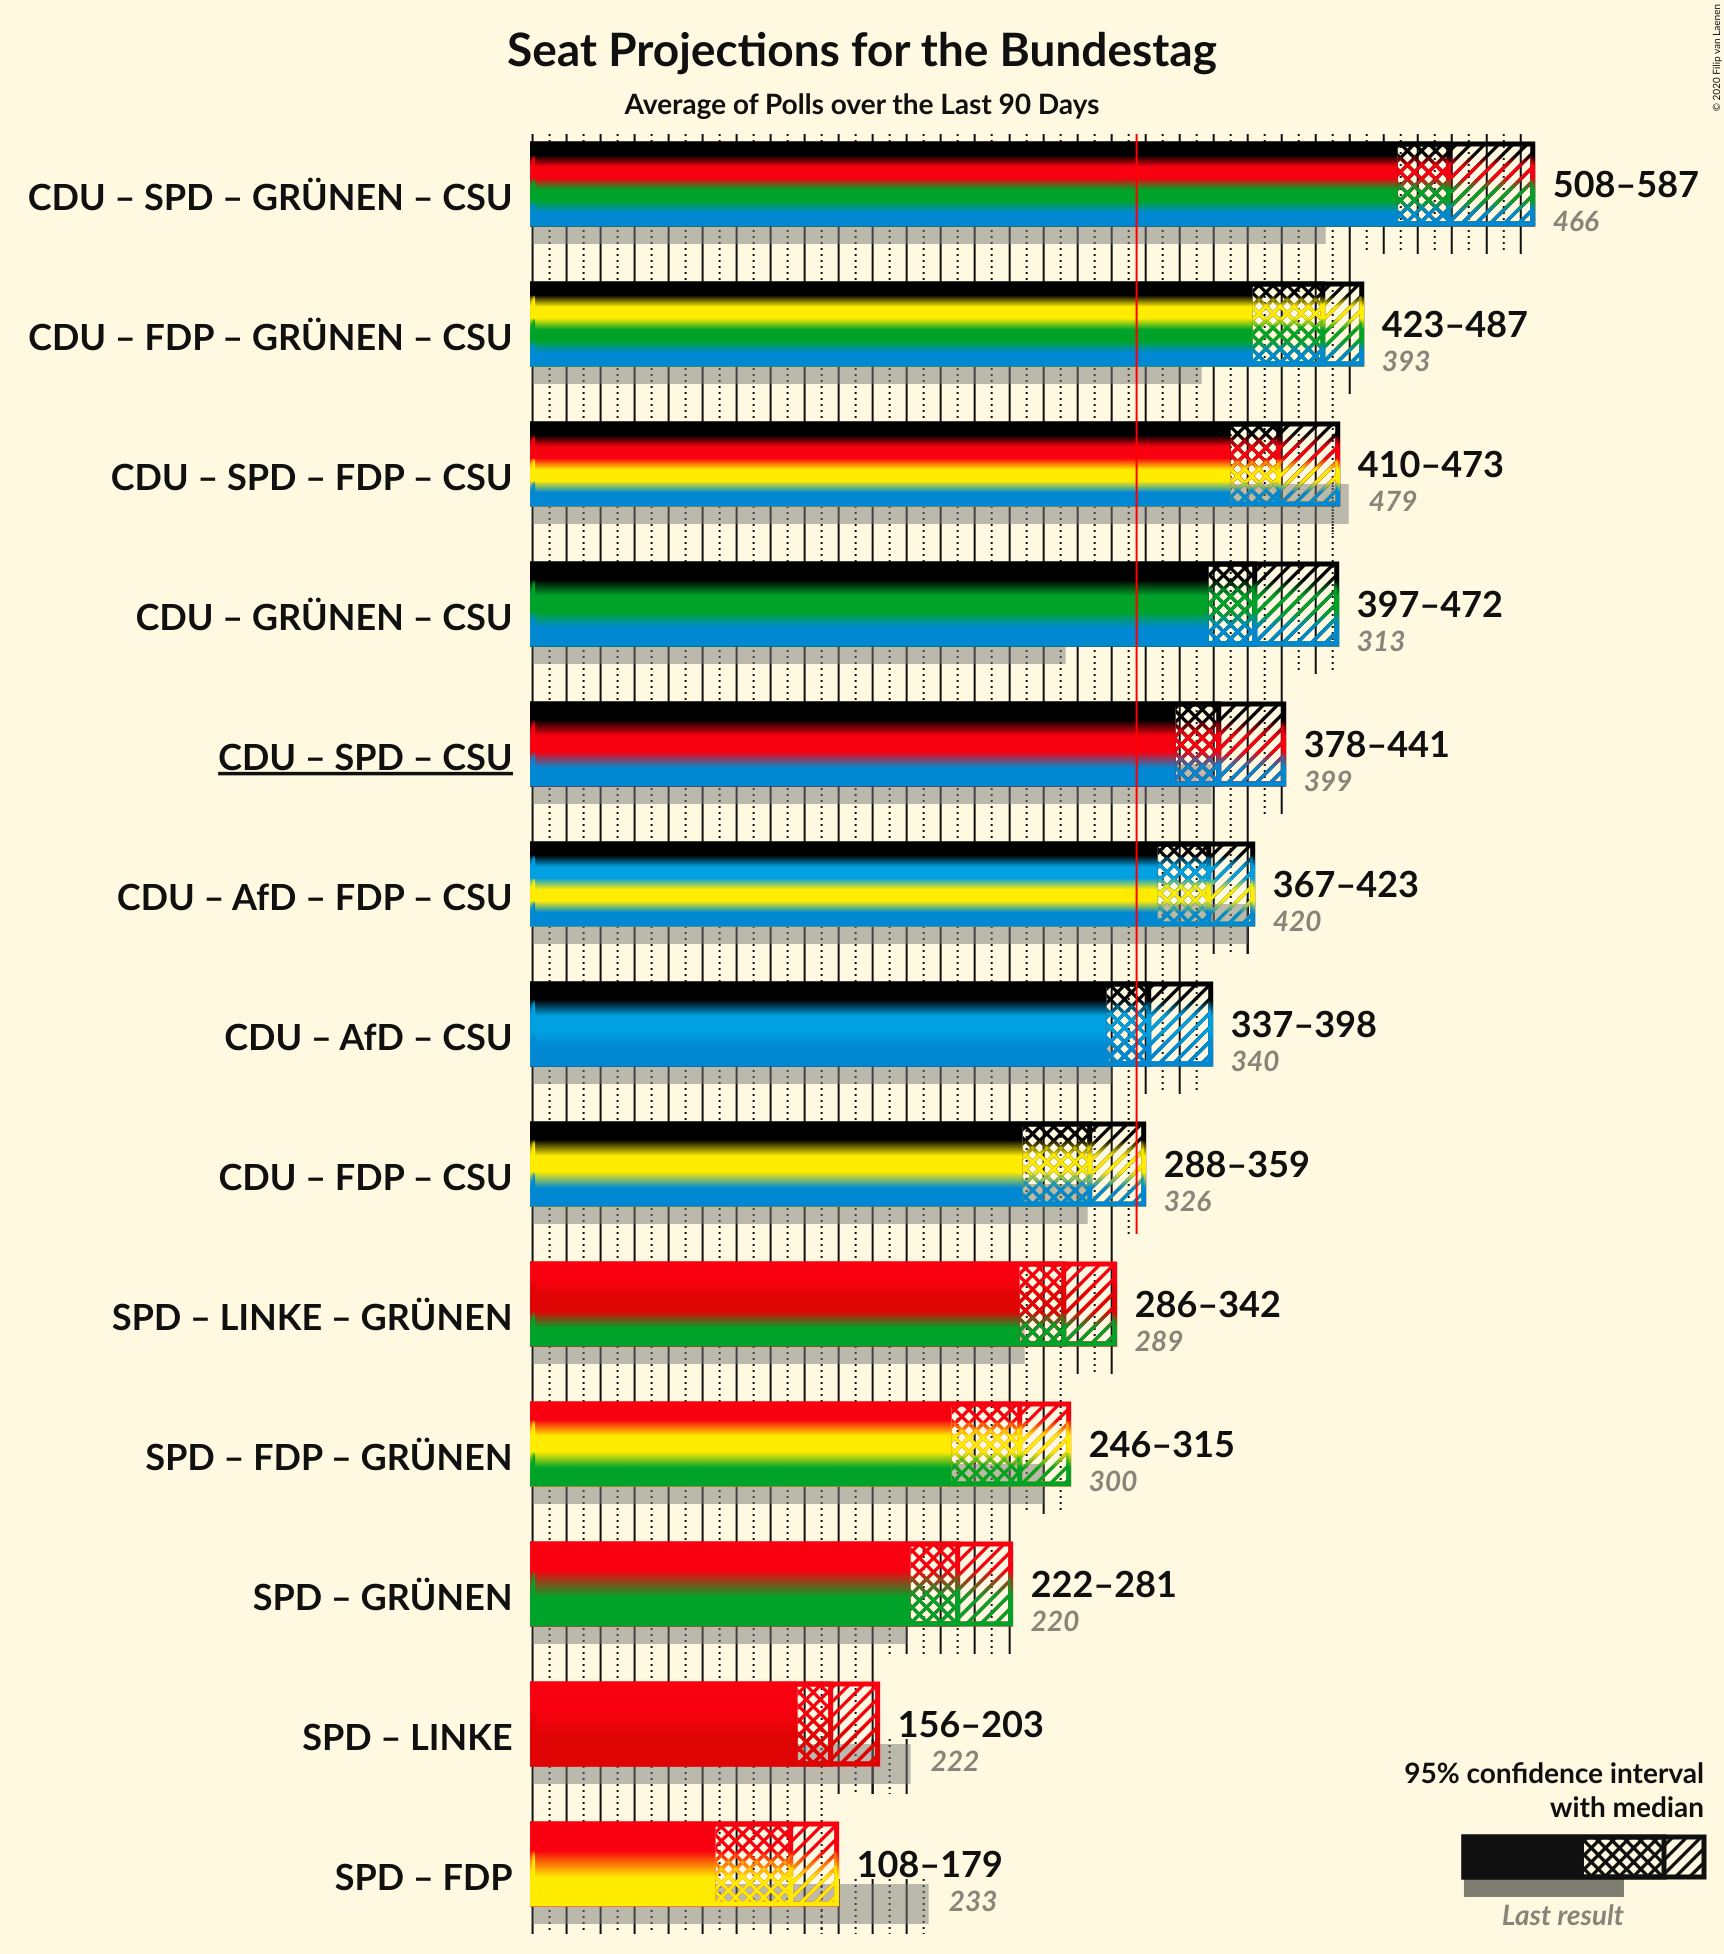 Seat Projections for the Bundestag
Average of Polls over the Last 90 Days
© 2020 Filip van Laenen
CDU – SPD – GRÜNEN – CSU
508–587
466
CDU – FDP – GRÜNEN – CSU
423–487
393
CDU – SPD – FDP – CSU
410–473
479
CDU – GRÜNEN – CSU
397–472
313
CDU – SPD – CSU
378–441
399
CDU – AfD – FDP – CSU
367–423
420
CDU – AfD – CSU
337–398
340
CDU – FDP – CSU
288–359
326
SPD – LINKE – GRÜNEN
286–342
289
SPD – FDP – GRÜNEN
246–315
300
SPD – GRÜNEN
222–281
220
SPD – LINKE
156–203
222
SPD – FDP
108–179
233
95% confidence interval
with median
Last result